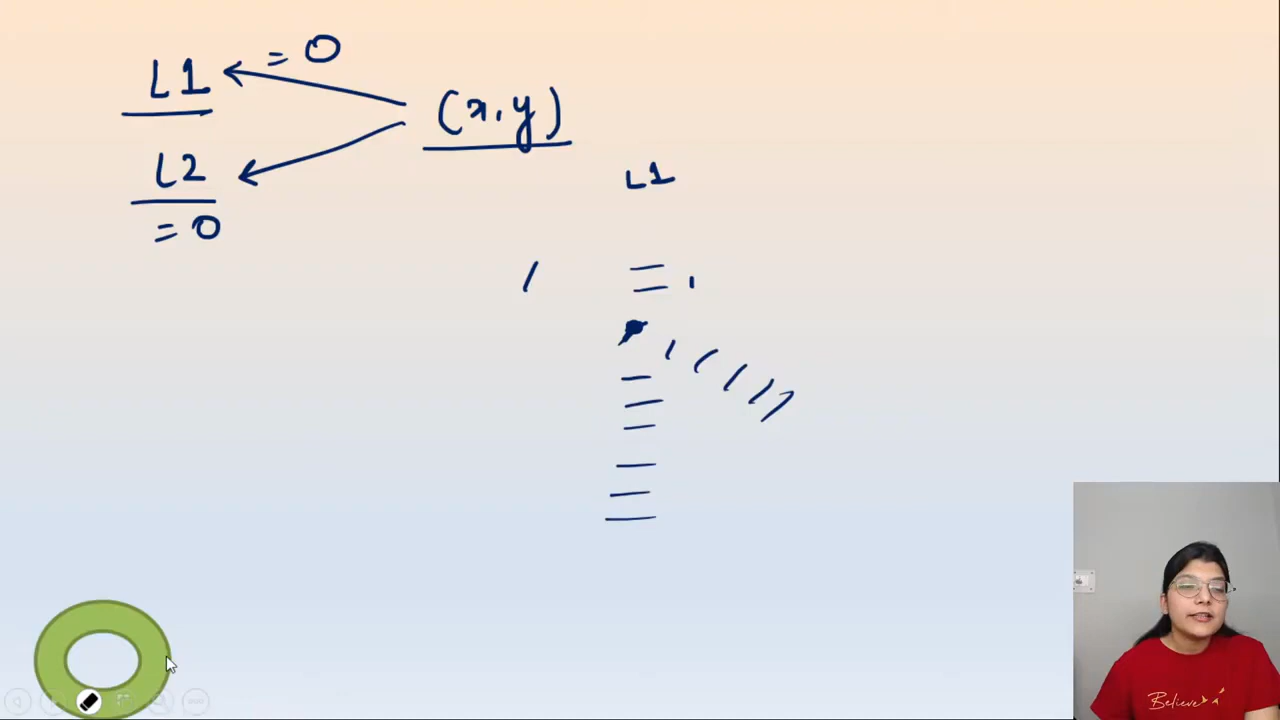 L1 = 0
(x,y)
L2
= 0
L1
Believe